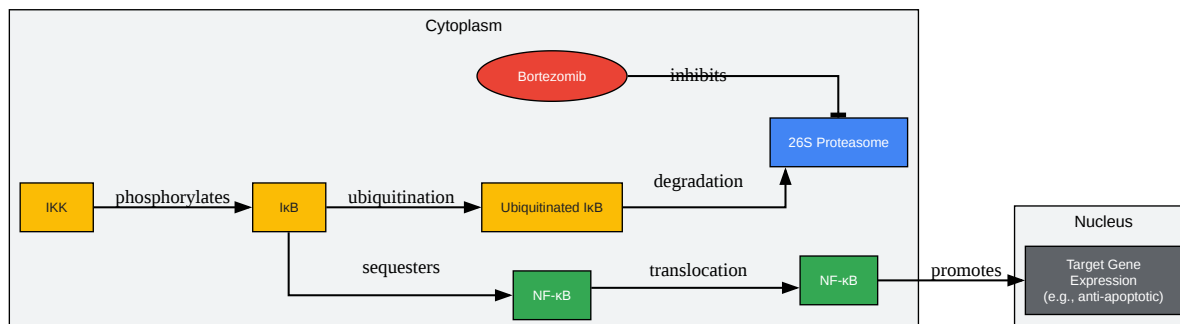 Cytoplasm
Bortezomib
inhibits
26S Proteasome
degradation
IKK
phosphorylates
IκB
ubiquitination
Ubiquitinated IκB
sequesters
NF-κB
translocation
NF-κB
promotes
Nucleus
Target Gene
Expression
(e.g., anti-apoptotic)